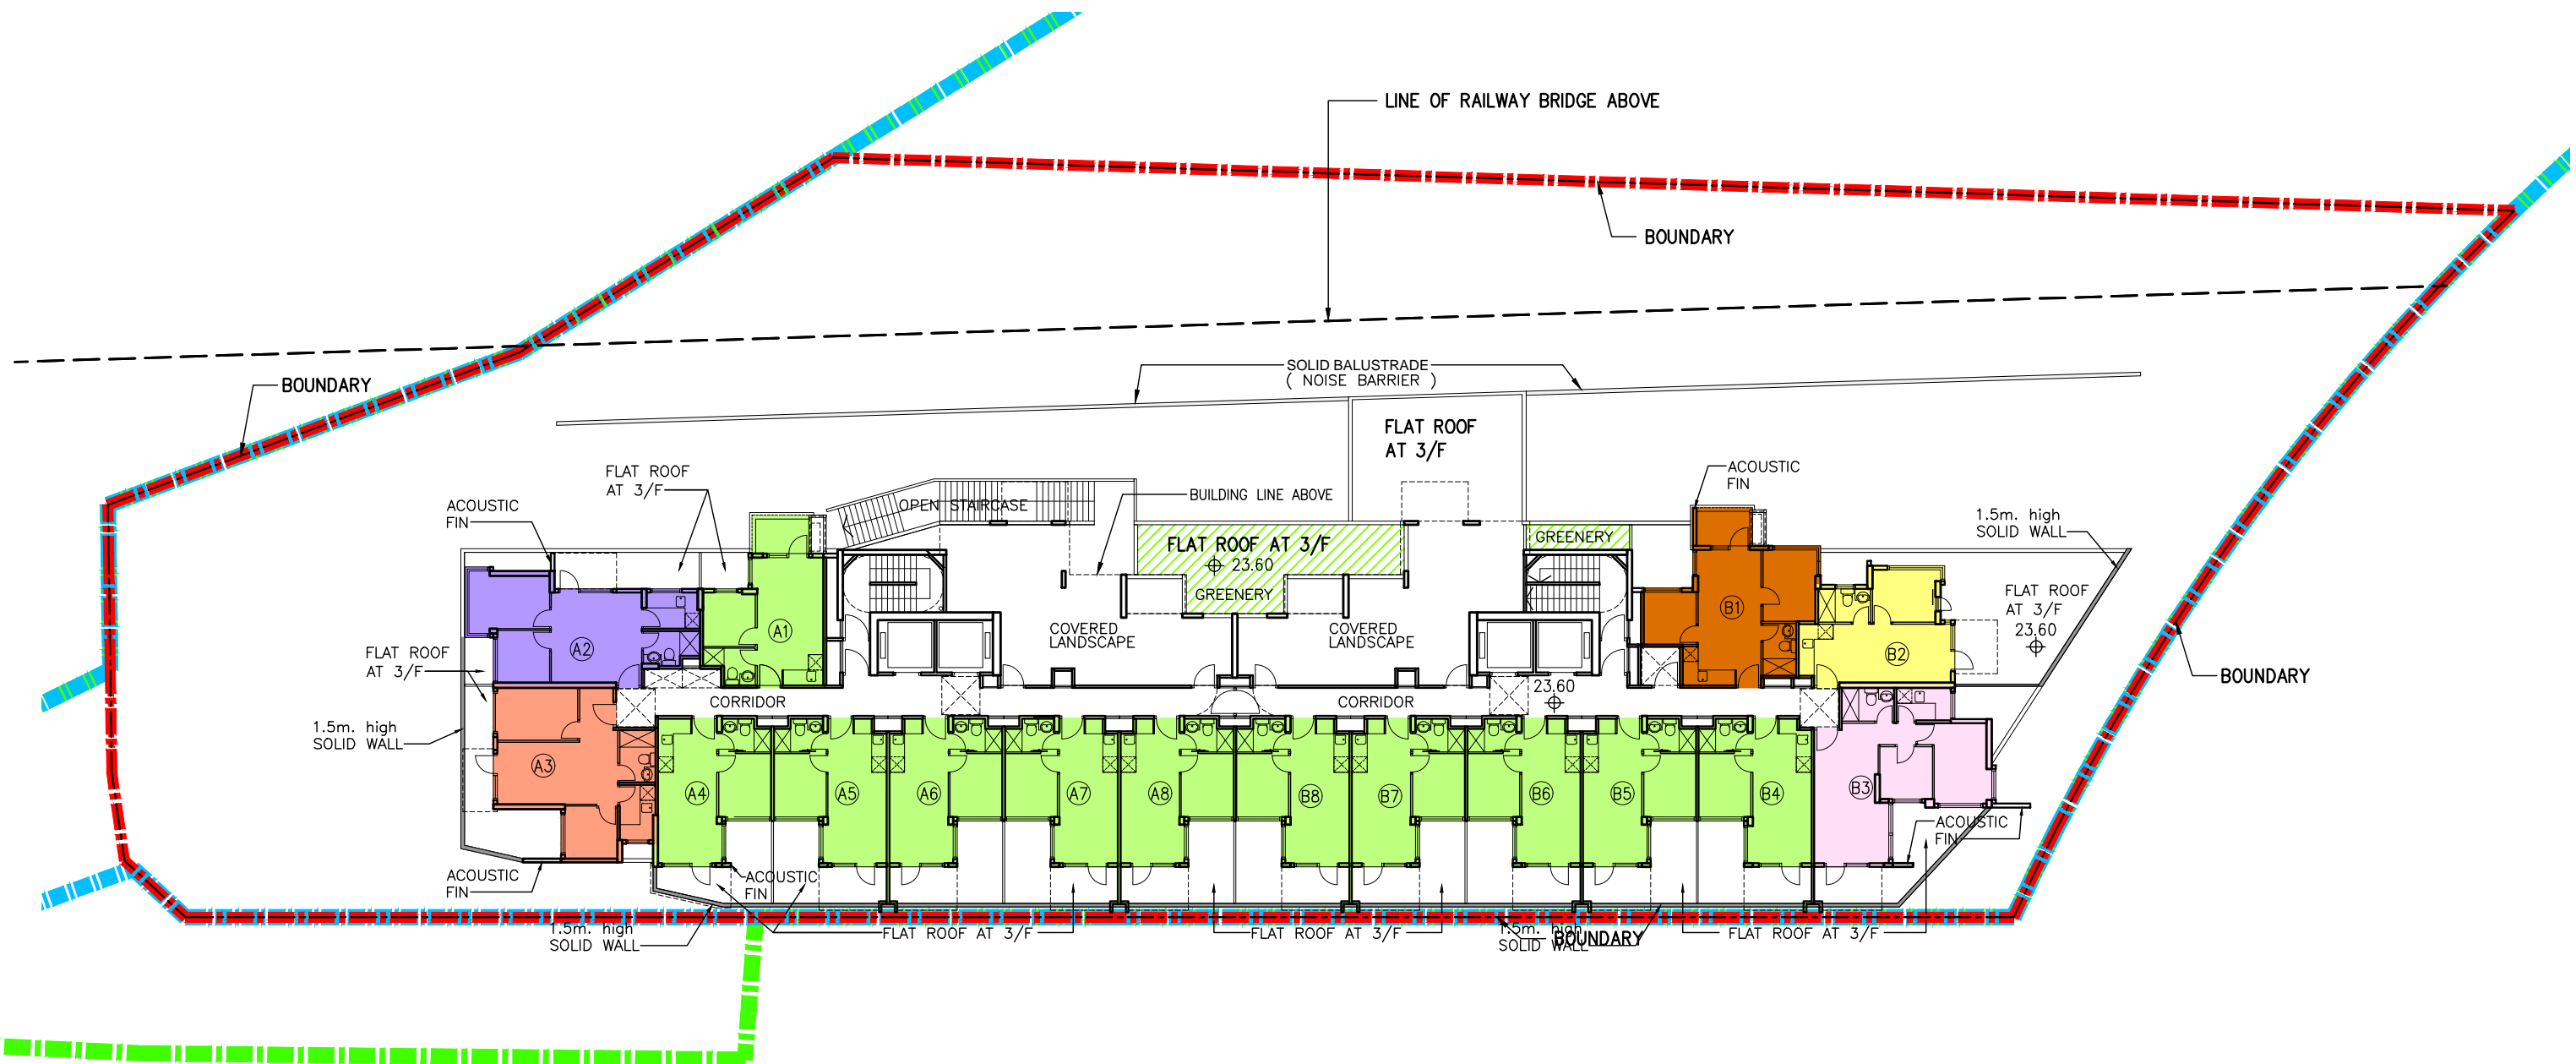 LINE OF RAILWAY BRIDGE ABOVE
BOUNDARY
BOUNDARY
SOLID BALUSTRADE
( NOISE BARRIER )
FLAT ROOF
AT 3/F
FLAT ROOF
AT 3/F
ACOUSTIC
FIN
ACOUSTIC
FIN
OPEN STAIRCASE
BUILDING LINE ABOVE
1.5m. high
SOLID WALL
FLAT ROOF AT 3/F
23.60
GREENERY
GREENERY
FLAT ROOF
AT 3/F
23.60
A1
A2
B1
B2
COVERED
LANDSCAPE
COVERED
LANDSCAPE
FLAT ROOF
AT 3/F
BOUNDARY
CORRIDOR
CORRIDOR
23.60
1.5m. high
SOLID WALL
A3
A4
A5
A6
A7
A8
B8
B7
B6
B5
B4
B3
ACOUSTIC
FIN
ACOUSTIC
FIN
ACOUSTIC
FIN
1.5m. high
SOLID WALL
FLAT ROOF AT 3/F
FLAT ROOF AT 3/F
1.5m. high
SOLID WALL
BOUNDARY
FLAT ROOF AT 3/F